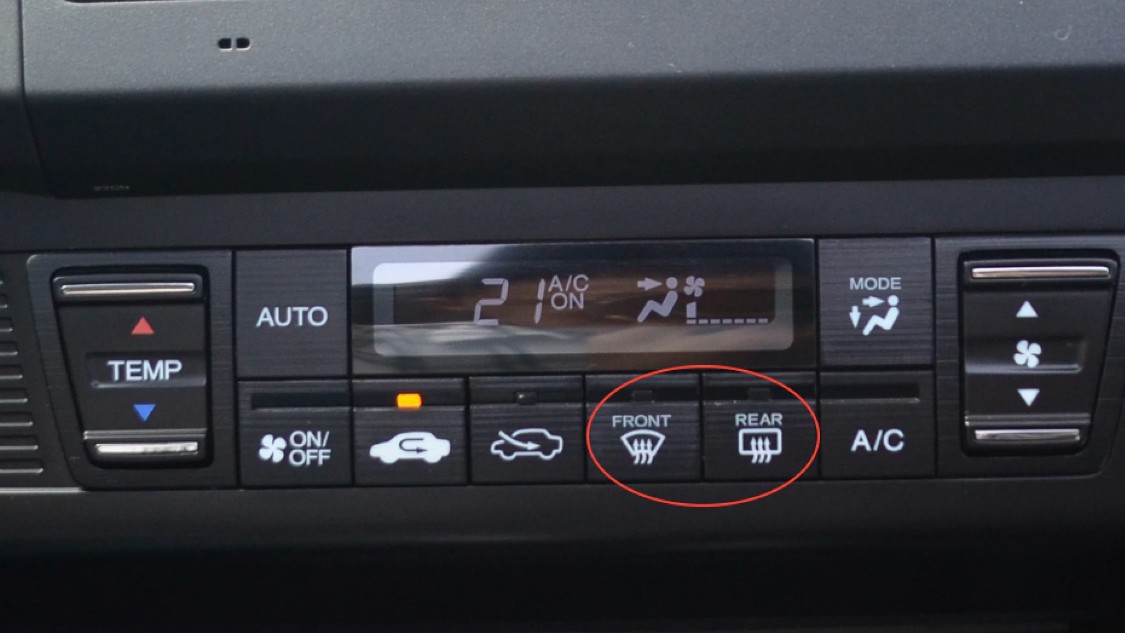 21 A/C
ON
MODE
AUTO
TEMP
FRONT
REAR
ON/
OFF
A/C